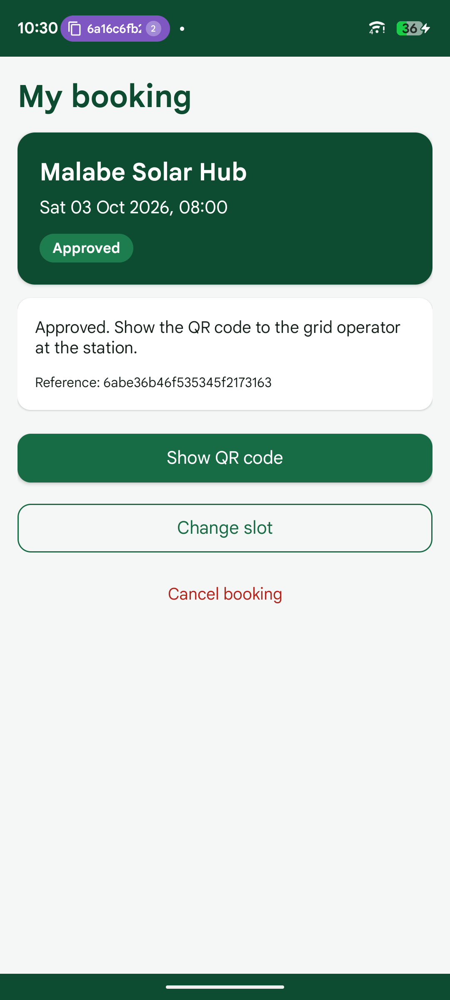 10:30 6a16c6fb 2
4 36
My booking
Malabe Solar Hub
Sat 03 Oct 2026, 08:00
Approved
Approved. Show the QR code to the grid operator
at the station.
Reference: 6abe36b46f535345f2173163
Show QR code
Change slot
Cancel booking